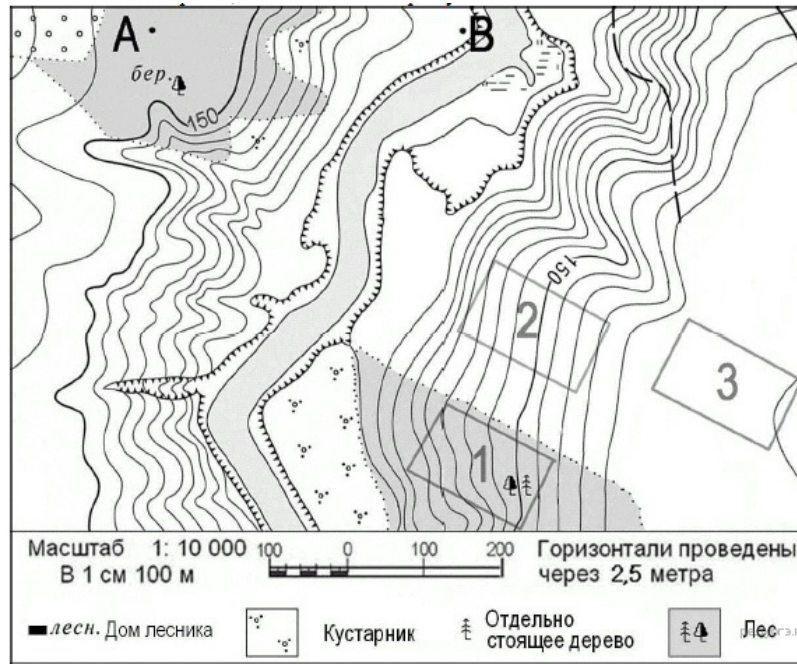 А
В
бер.
150
150
2
3
1
Масштаб 1: 10 000
В 1 см 100 м
100 0 100 200
Горизонтали проведены
через 2,5 метра
лесн. Дом лесника
Кустарник
Отдельно
стоящее дерево
Лес